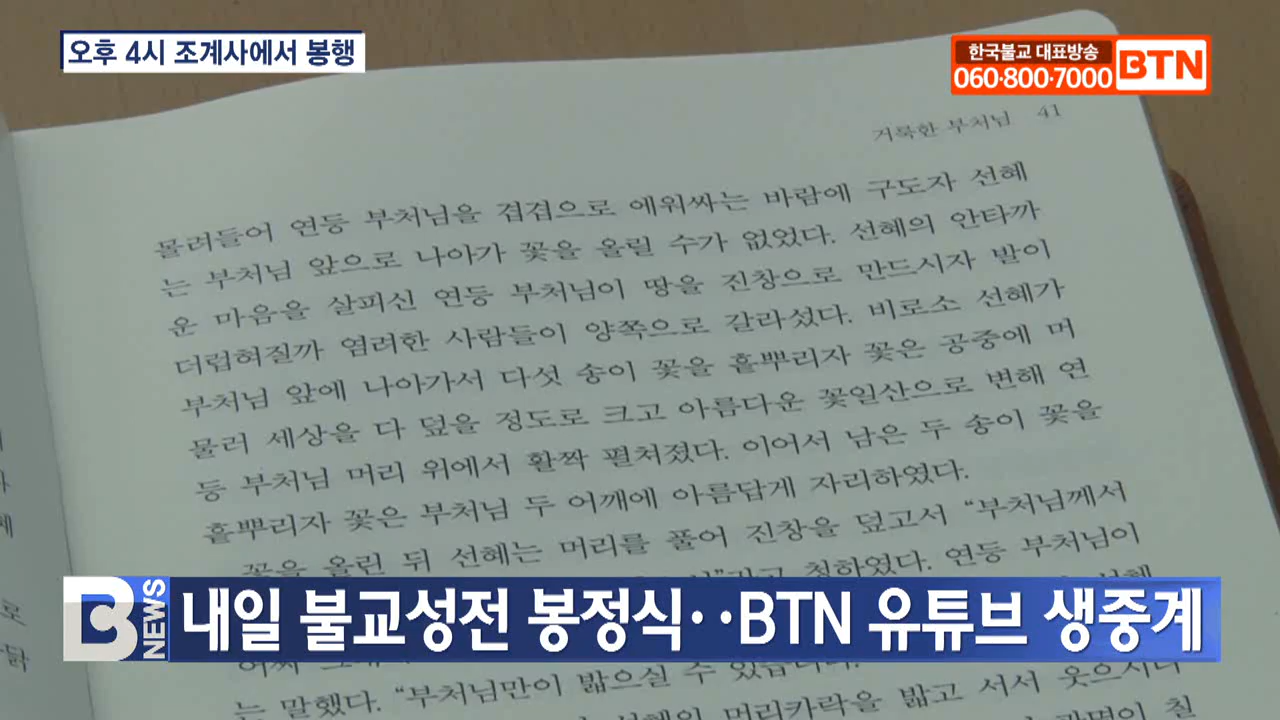 오후 4시 조계사에서 봉행
한국불교 대표방송
060·800·7000
BTN
거룩한 부처님 41
몰려들어 연등 부처님을 겹겹으로 에워싸는 바람에 구도자 선혜
는 부처님 앞으로 나아가 꽃을 올릴 수가 없었다. 선혜의 안타까
운 마음을 살피신 연등 부처님이 땅을 진창으로 만드시자 발이
더럽혀질까 염려한 사람들이 양쪽으로 갈라섰다. 비로소 선혜가
부처님 앞에 나아가서 다섯 송이 꽃을 흩뿌리자 꽃은 공중에 머
물러 세상을 다 덮을 정도로 크고 아름다운 꽃일산으로 변해 연
등 부처님 머리 위에서 활짝 펼쳐졌다. 이어서 남은 두 송이 꽃을
흩뿌리자 꽃은 부처님 두 어깨에 아름답게 자리하였다.
꽃을 올린 뒤 선혜는 머리를 풀어 진창을 덮고서 “부처님께서
청하였다. 연등 부처님이
NEWS
내일 불교성전 봉정식‥BTN 유튜브 생중계
는 말했다. “부처님만이 밟으실 수 있습니다.
머리카락을 밟고 서서 웃으시니